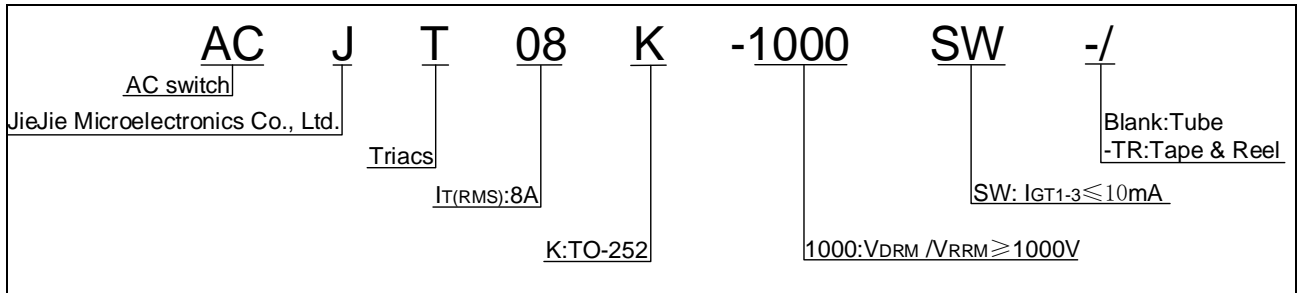 AC J T 08 K -1000 SW -/
AC switch
JieJie Microelectronics Co., Ltd.
Blank:Tube
Triacs
-TR:Tape & Reel
IT(RMS):8A
SW: IGT1-3≤10mA
K:TO-252
1000:VDRM /VRRM≥1000V